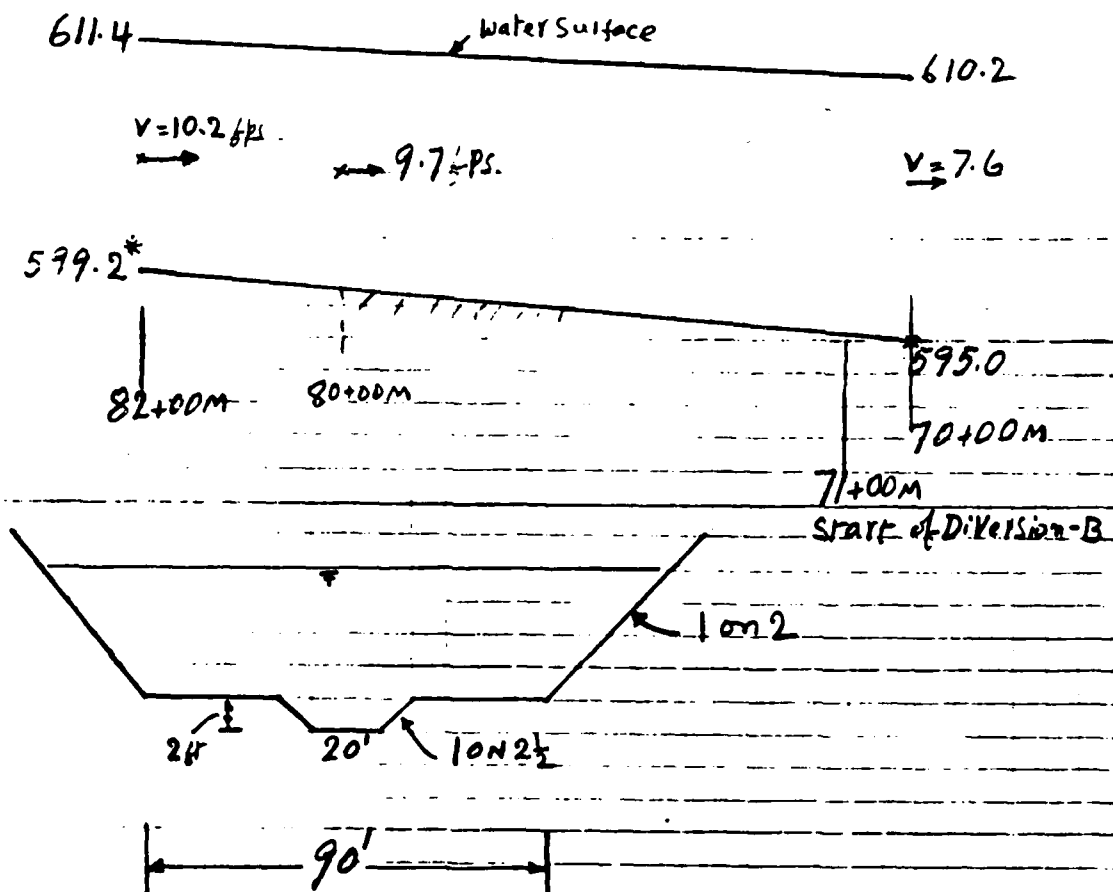 611.4
Water Surface
610.2
V=10.2 fps.
9.7 fps.
V= 7.6
599.2*
595.0
82+00M
80+00M
70+00M
71+00M
Start of Diversion-B
1 on 2
2ft
20'
1 ON 2½
90'